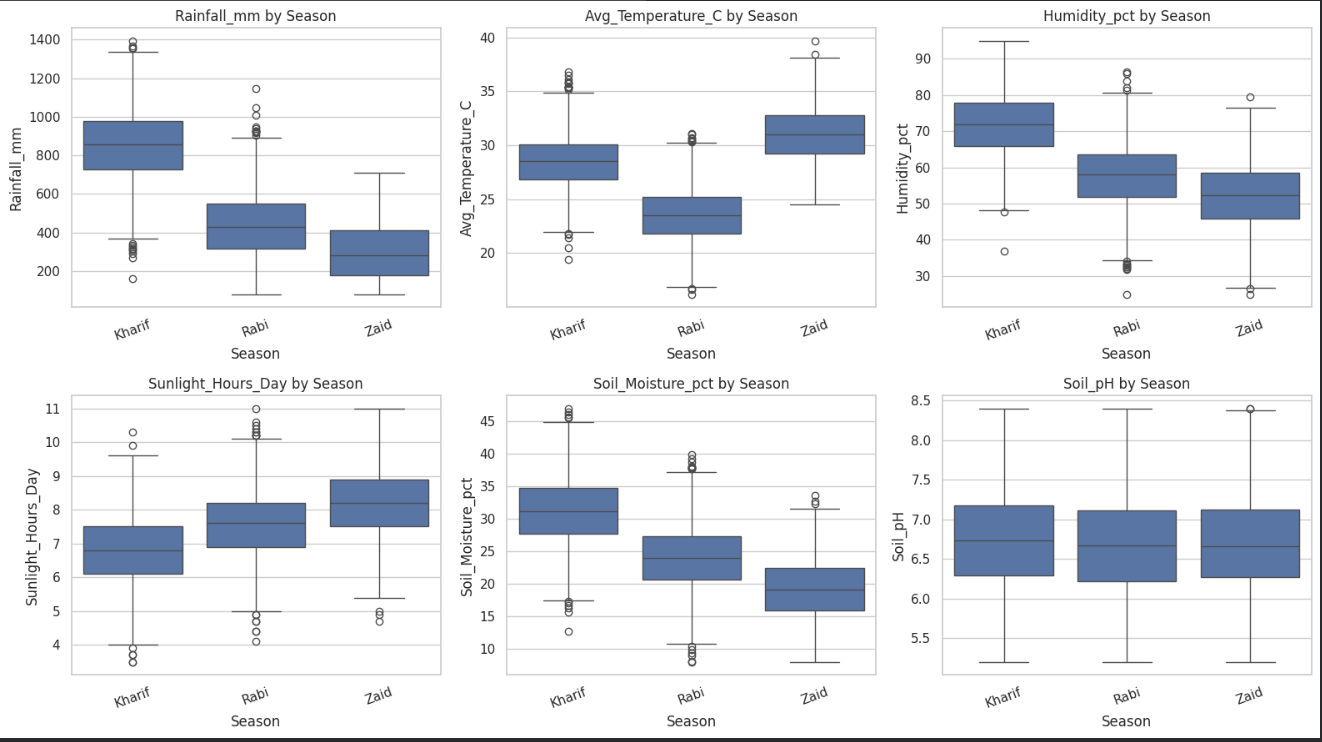 Rainfall_mm by Season
Rainfall_mm
1400
1200
1000
800
600
400
200
Kharif
Rabi
Zaid
Season
Avg_Temperature_C by Season
Avg_Temperature_C
40
35
30
25
20
Kharif
Rabi
Zaid
Season
Humidity_pct by Season
Humidity_pct
90
80
70
60
50
40
30
Kharif
Rabi
Zaid
Season
Sunlight_Hours_Day by Season
Sunlight_Hours_Day
11
10
9
8
7
6
5
4
Kharif
Rabi
Zaid
Season
Soil_Moisture_pct by Season
Soil_Moisture_pct
45
40
35
30
25
20
15
10
Kharif
Rabi
Zaid
Season
Soil_pH by Season
Soil_pH
8.5
8.0
7.5
7.0
6.5
6.0
5.5
Kharif
Rabi
Zaid
Season